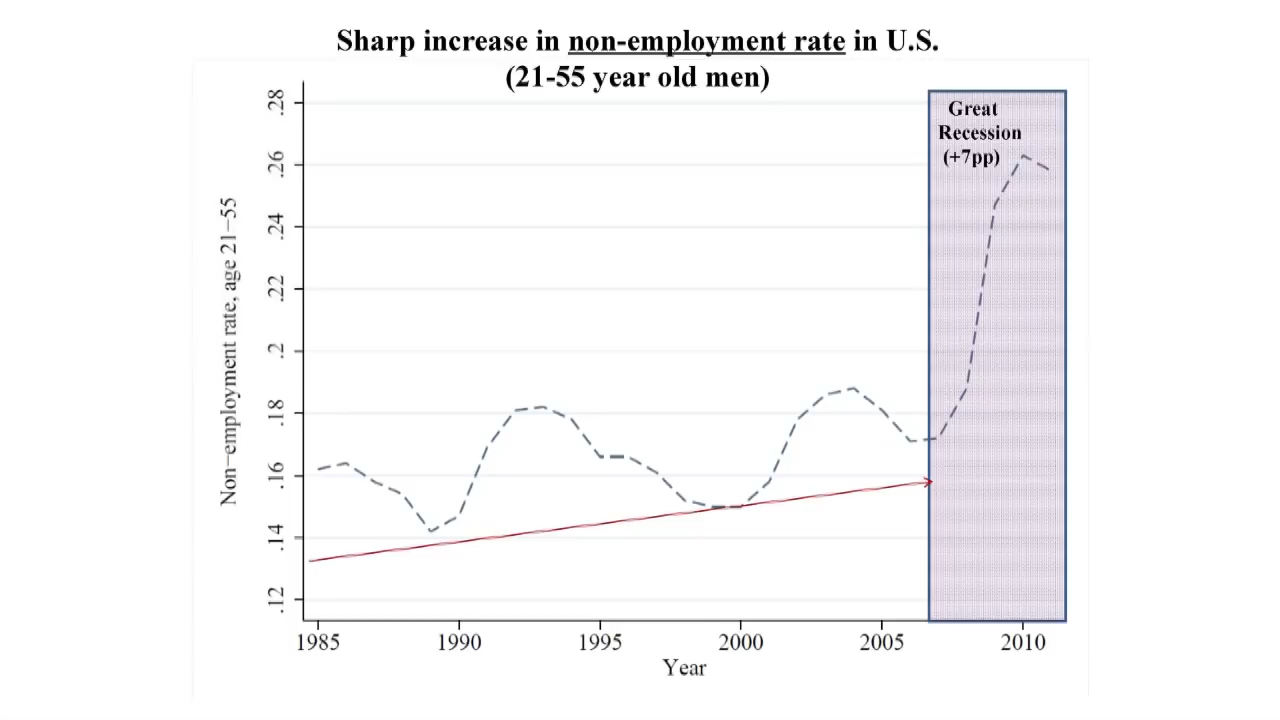 Sharp increase in non-employment rate in U.S.
(21-55 year old men)
Great
Recession
(+7pp)
Non−employment rate, age 21−55
.28
.26
.24
.22
.2
.18
.16
.14
.12
1985 1990 1995 2000 2005 2010
Year